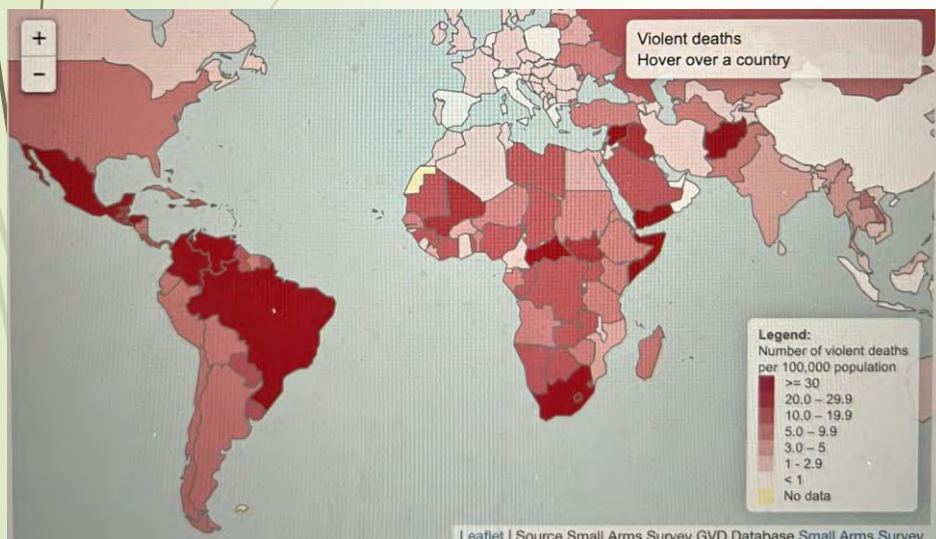 +
−
Violent deaths
Hover over a country
Legend:
Number of violent deaths
per 100,000 population
>= 30
20.0 – 29.9
10.0 – 19.9
5.0 – 9.9
3.0 – 5
1 - 2.9
< 1
No data
Leaflet | Source Small Arms Survey GVD Database Small Arms Survey